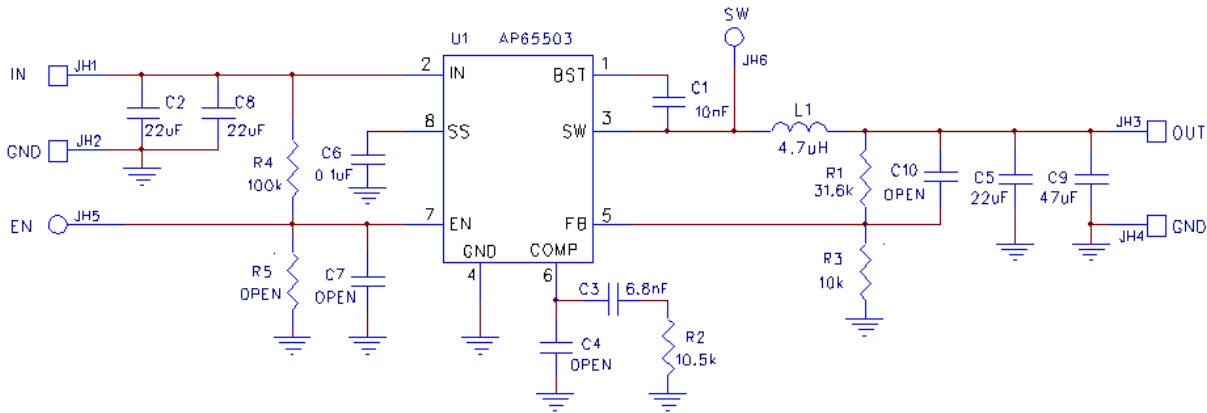 SW
U1 AP65503
JH6
IN JH1 2 IN BST 1
C1
10nF
C2
22uF
C8
22uF
8 SS SW 3
L1
4.7uH
JH3 OUT
GND JH2
R4
100k
C6
0.1uF
R1
31.6k
C10
OPEN
C5
22uF
C9
47uF
EN JH5 7 EN FB 5
JH4 GND
GND COMP
4 6
R5
OPEN
C7
OPEN
R3
10k
C3 6.8nF
C4
OPEN
R2
10.5k